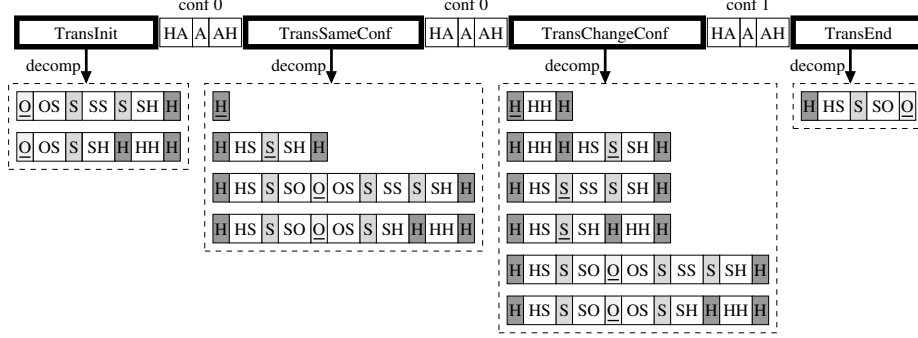 conf 0 conf 0 conf 1
TransInit HA A AH TransSameConf HA A AH TransChangeConf HA A AH TransEnd
decomp decomp decomp decomp
O OS S SS S SH H
O OS S SH H HH H
H
H HS S SH H
H HS S SO O OS S SS S SH H
H HS S SO O OS S SH H HH H
H HH H
H HH H HS S SH H
H HS S SS S SH H
H HS S SH H HH H
H HS S SO O OS S SS S SH H
H HS S SO O OS S SH H HH H
H HS S SO O